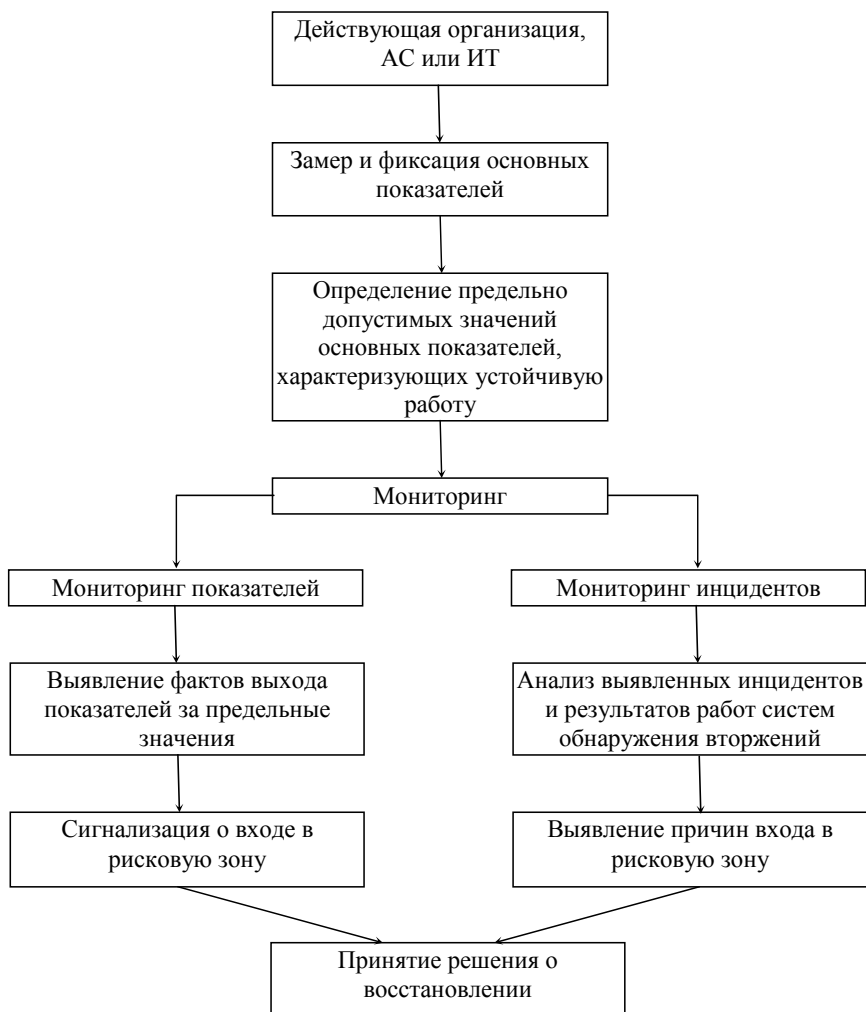 Действующая организация,
АС или ИТ
Замер и фиксация основных
показателей
Определение предельно
допустимых значений
основных показателей,
характеризующих устойчивую
работу
Мониторинг
Мониторинг показателей
Мониторинг инцидентов
Выявление фактов выхода
показателей за предельные
значения
Анализ выявленных инцидентов
и результатов работ систем
обнаружения вторжений
Сигнализация о входе в
рисковую зону
Выявление причин входа в
рисковую зону
Принятие решения о
восстановлении